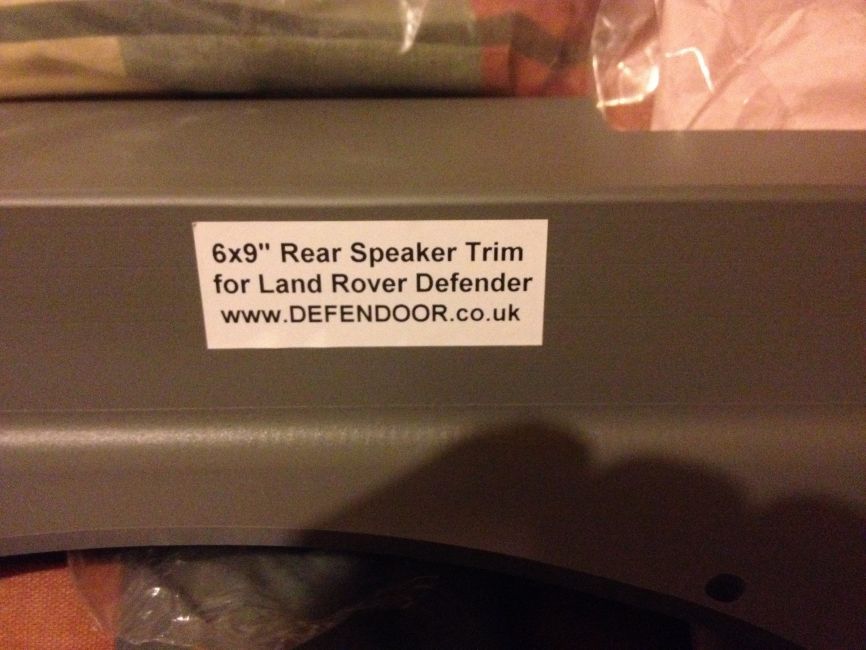 6x9" Rear Speaker Trim
for Land Rover Defender
www.DEFENDOOR.co.uk